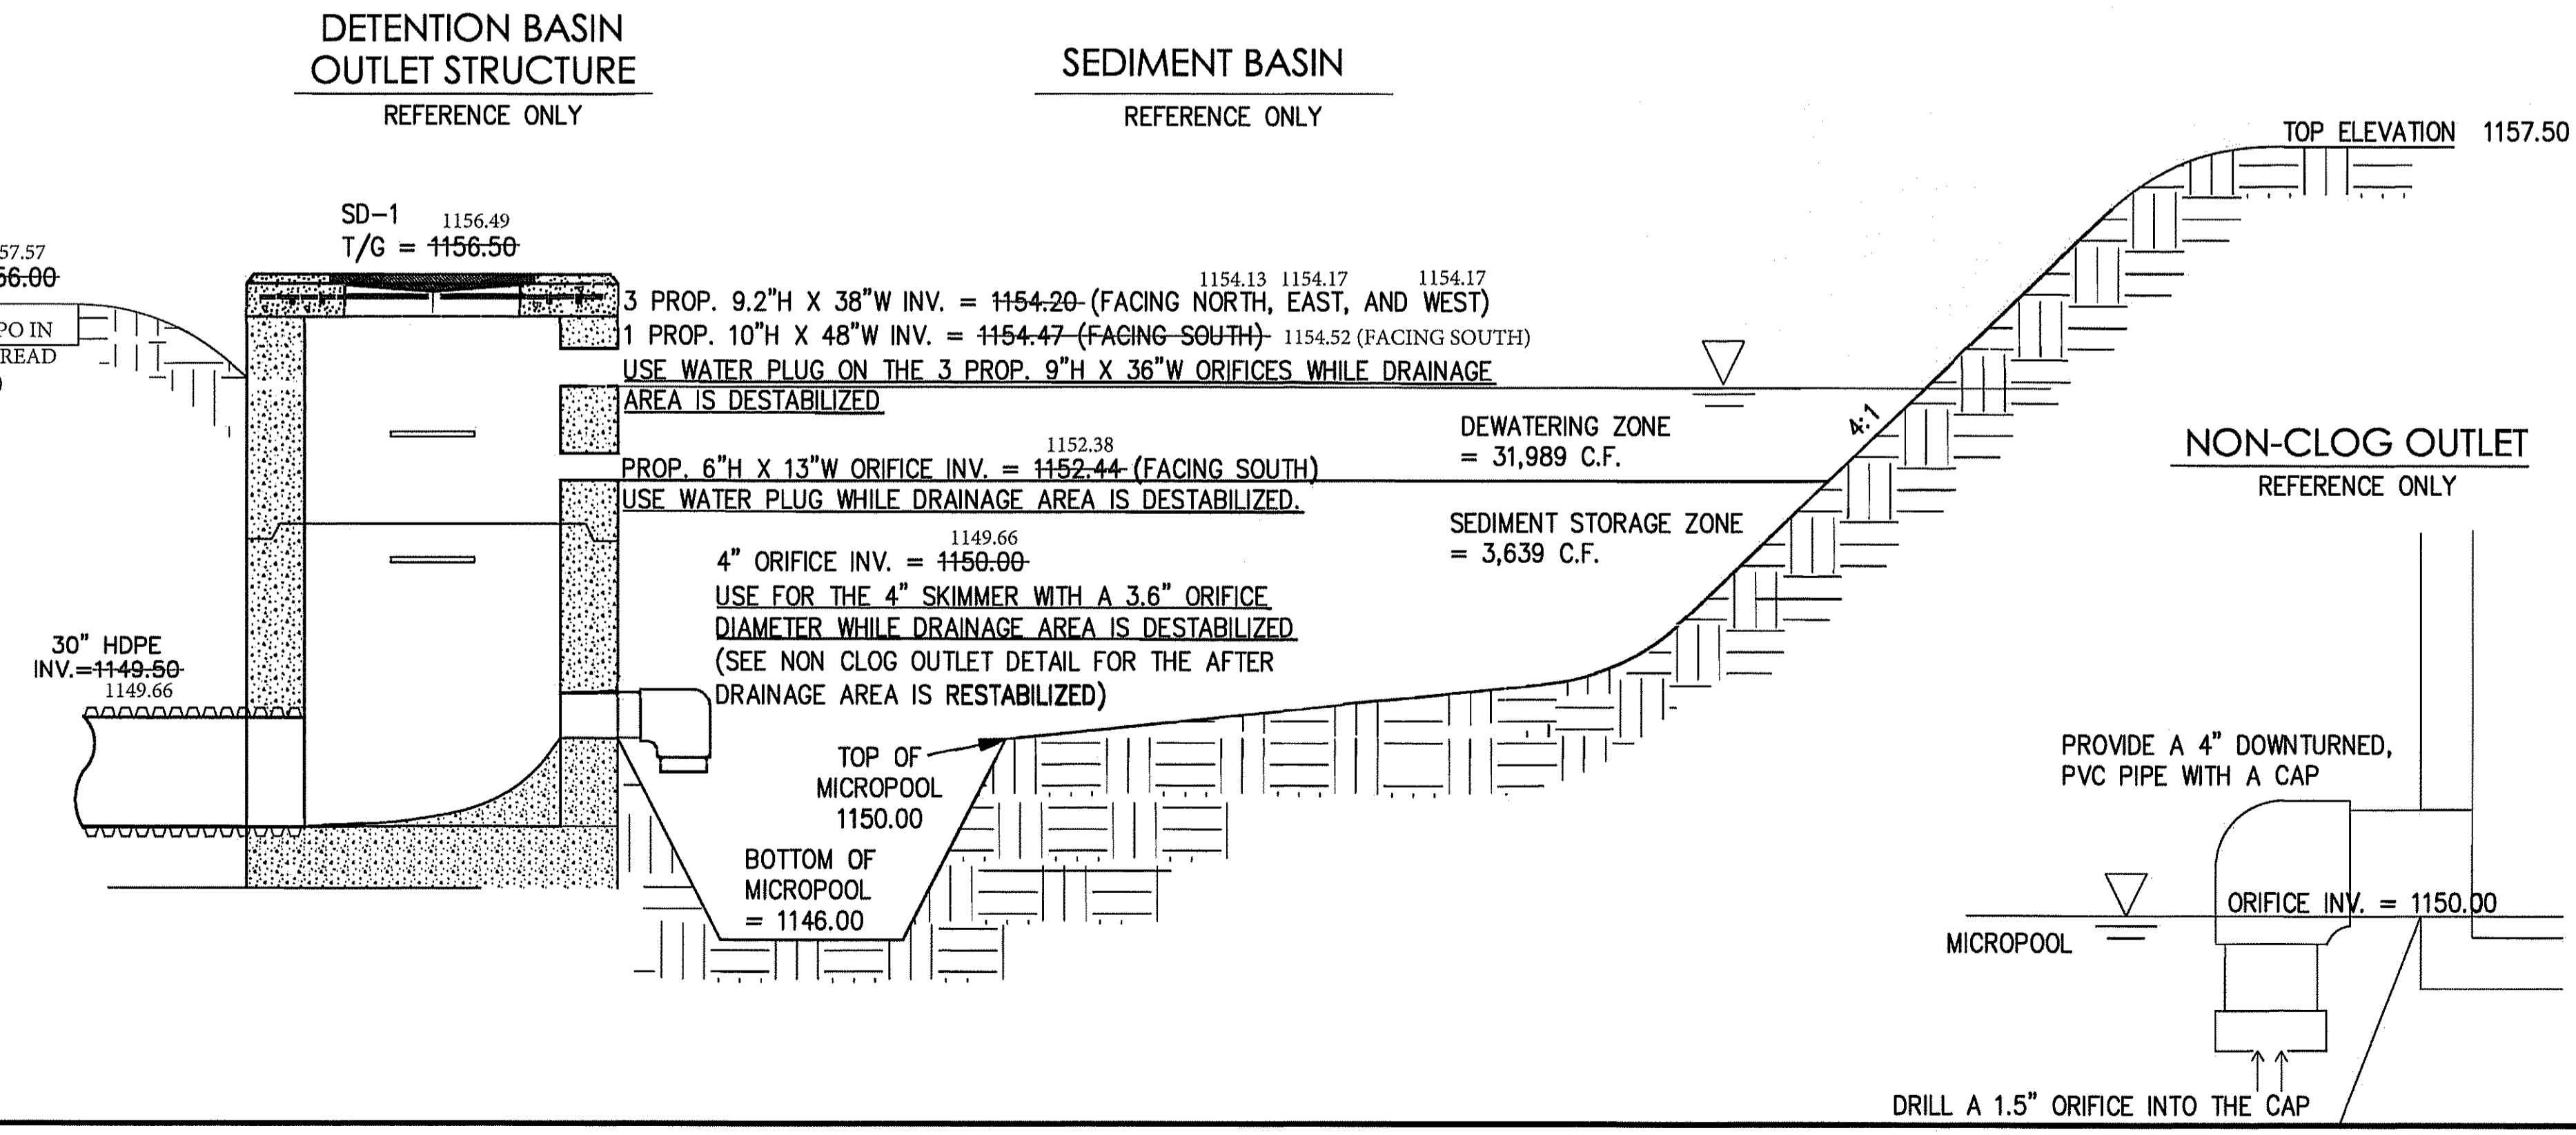 DETENTION BASIN
OUTLET STRUCTURE
REFERENCE ONLY
SEDIMENT BASIN
REFERENCE ONLY
TOP ELEVATION 1157.50
SD-1 1156.49
T/G = 1156.50
57.57
56.00
PO IN
READ
)
1154.13 1154.17 1154.17
3 PROP. 9.2"H X 38"W INV. = 1154.20 (FACING NORTH, EAST, AND WEST)
1 PROP. 10"H X 48"W INV. = 1154.47 (FACING SOUTH) 1154.52 (FACING SOUTH)
USE WATER PLUG ON THE 3 PROP. 9"H X 36"W ORIFICES WHILE DRAINAGE
AREA IS DESTABILIZED
DEWATERING ZONE
= 31,989 C.F.
4:1
1152.38
PROP. 6"H X 13"W ORIFICE INV. = 1152.44 (FACING SOUTH)
USE WATER PLUG WHILE DRAINAGE AREA IS DESTABILIZED.
SEDIMENT STORAGE ZONE
= 3,639 C.F.
1149.66
4" ORIFICE INV. = 1150.00
USE FOR THE 4" SKIMMER WITH A 3.6" ORIFICE
DIAMETER WHILE DRAINAGE AREA IS DESTABILIZED
(SEE NON CLOG OUTLET DETAIL FOR THE AFTER
DRAINAGE AREA IS RESTABILIZED)
30" HDPE
INV.=1149.50
1149.66
TOP OF
MICROPOOL
1150.00
BOTTOM OF
MICROPOOL
= 1146.00
NON-CLOG OUTLET
REFERENCE ONLY
PROVIDE A 4" DOWNTURNED,
PVC PIPE WITH A CAP
ORIFICE INV. = 1150.00
MICROPOOL
DRILL A 1.5" ORIFICE INTO THE CAP